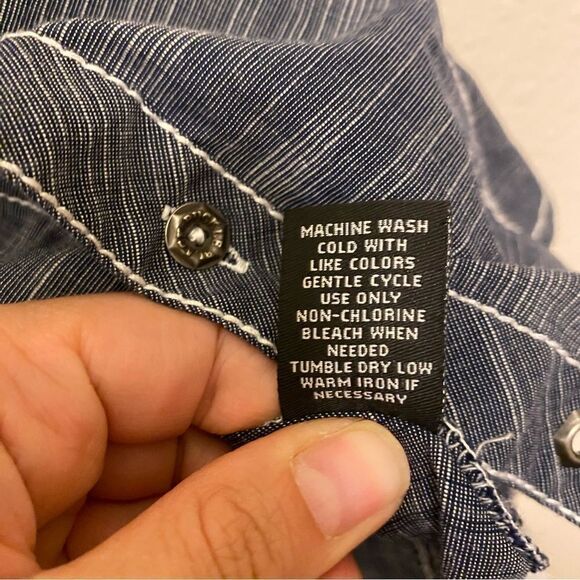 MACHINE WASH
COLD WITH
LIKE COLORS
GENTLE CYCLE
USE ONLY
NON-CHLORINE
BLEACH WHEN
NEEDED
TUMBLE DRY LOW
WARM IRON IF
NECESSARY